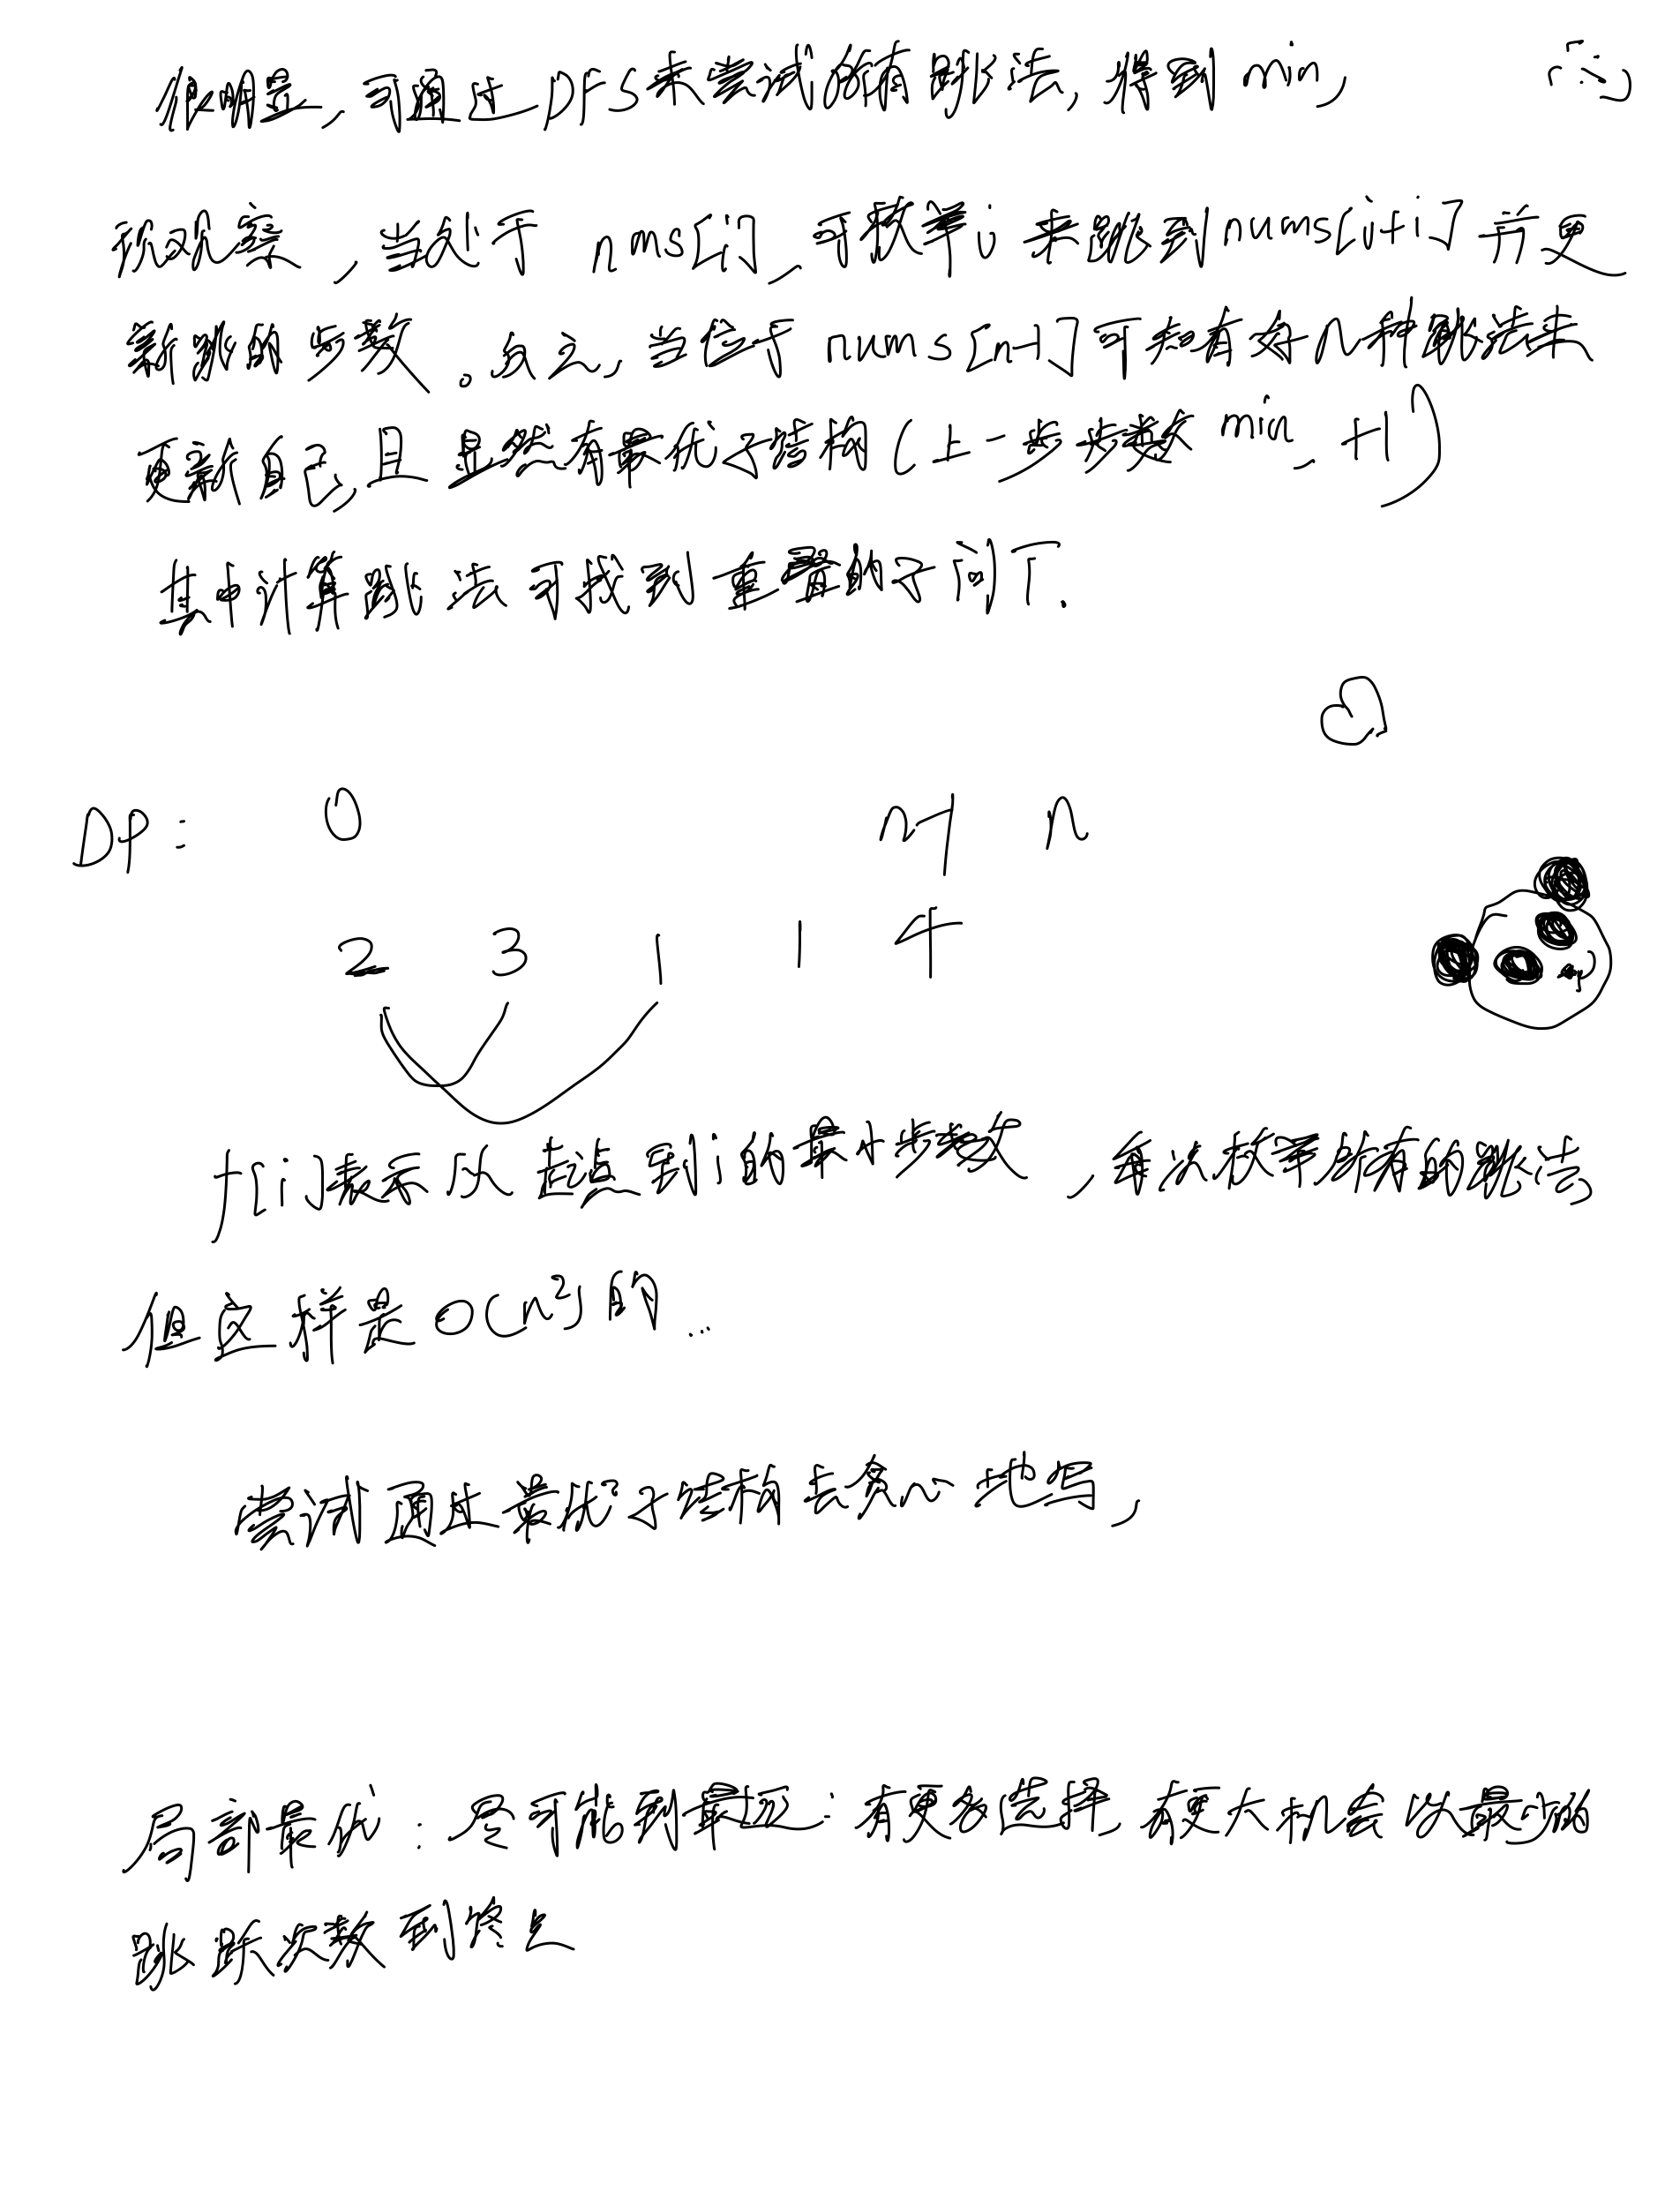 很明显,可通过DFS来尝试所有跳法,得到min,
现观察,当处于 nms[i],可枚举j来跳到nums[j+i]并更
新跳的步数。反之,当位于nums[n-1]可知有好几种跳法来
更新自己,且显然有最优子结构(上一步步数min,+1)
其中计算跳法可找到重叠的子问T.
DP: 0 n-1 n
2 3 1 1 4
f[i]表示从起点到i的最小步数,每次枚举所有的跳法
但这样是O(n²)的...
尝试通过最优子结构去贪心地写,
局部最优:尽可能到最远:有更多选择 有更大机会以最小的
跳跃次数到终点